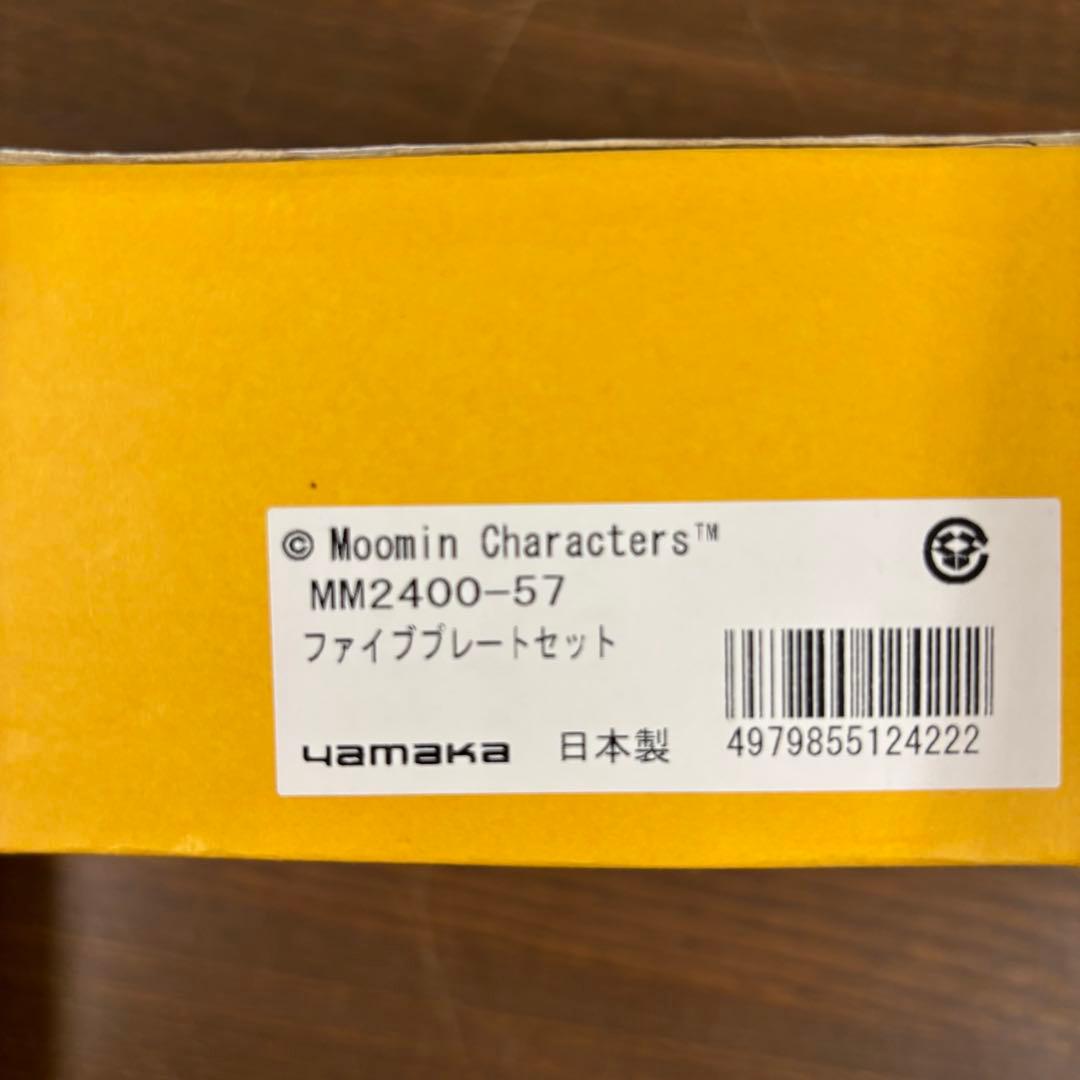 © Moomin Characters™
MM2400-57
ファイブプレートセット
yamaka 日本製 4979855124222